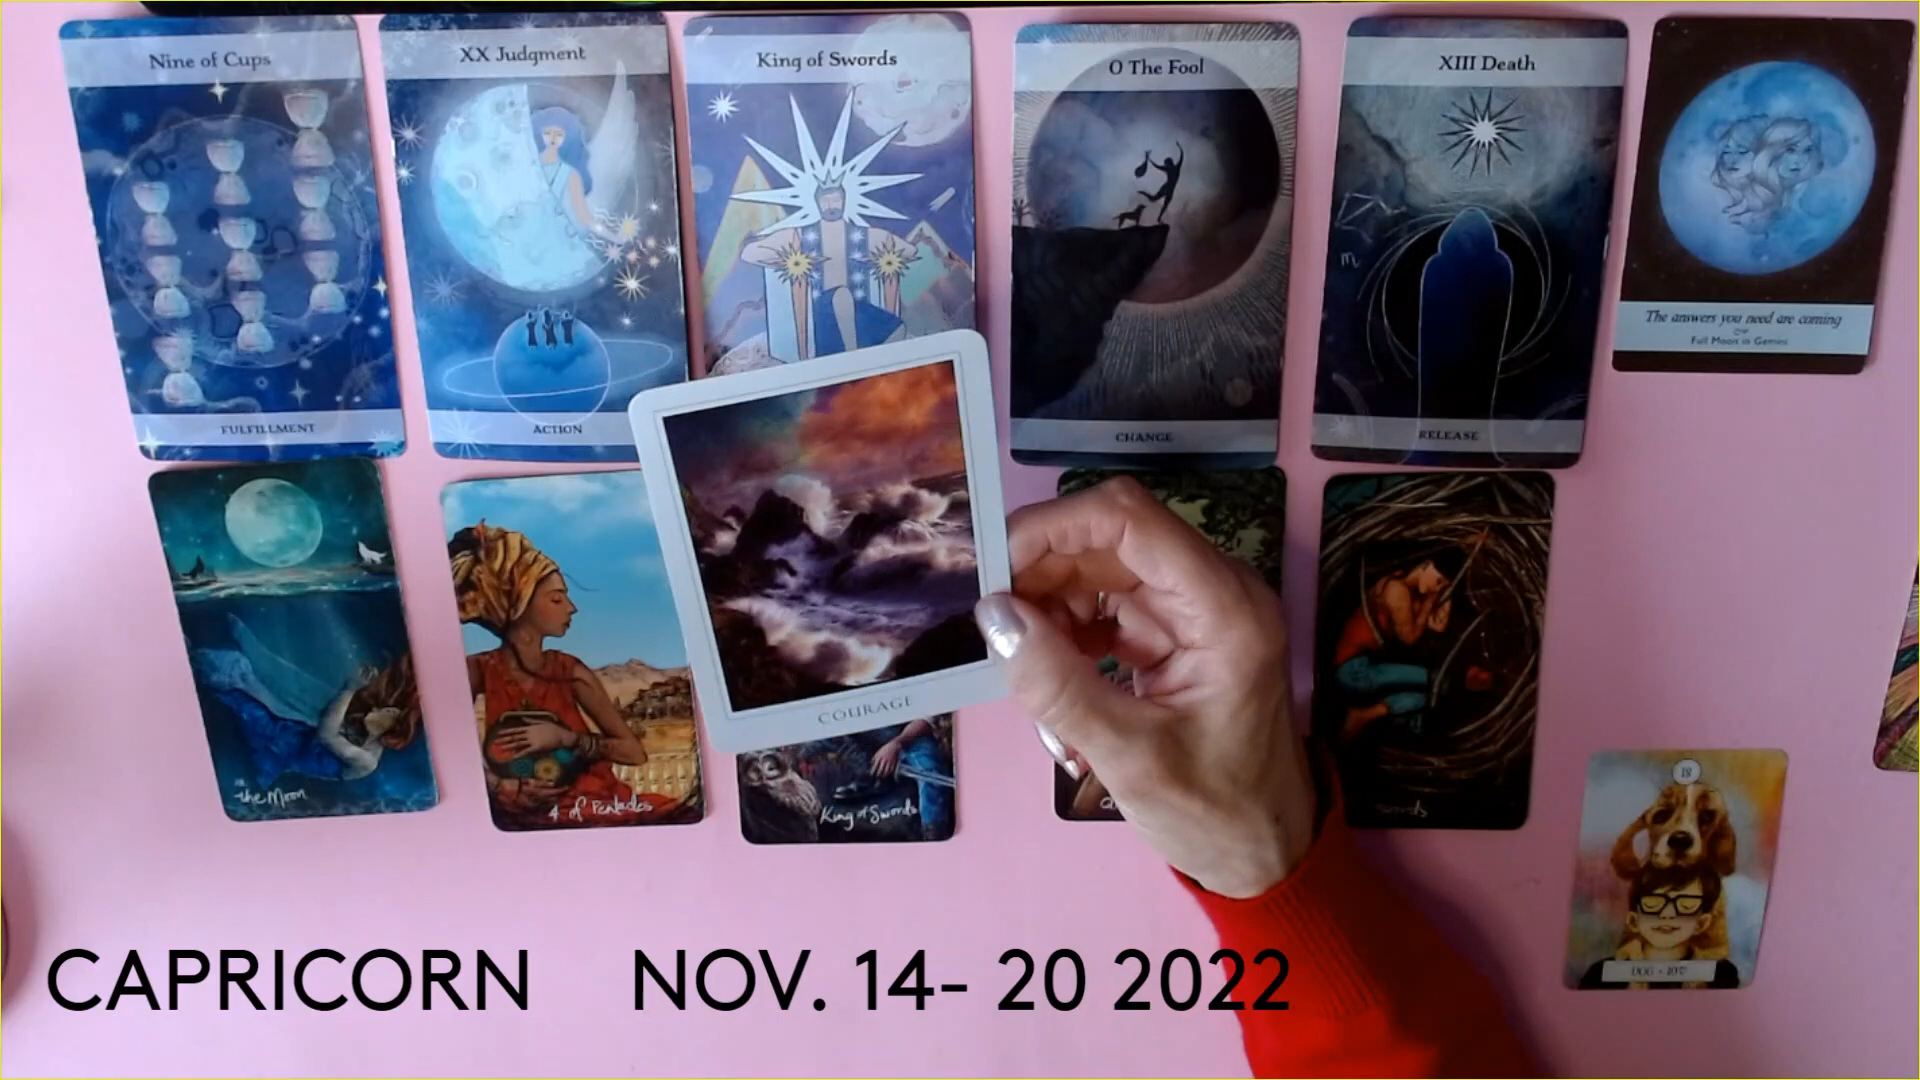 Nine of Cups
XX Judgment
King of Swords
0 The Fool
XIII Death
The answers you need are coming
Full Moon in Gemini
FULFILLMENT
ACTION
CHANGE
RELEASE
COURAGE
the Moon
4 of Pentacles
King of Swords
words
18
DOG • 10♡
CAPRICORN NOV. 14- 20 2022